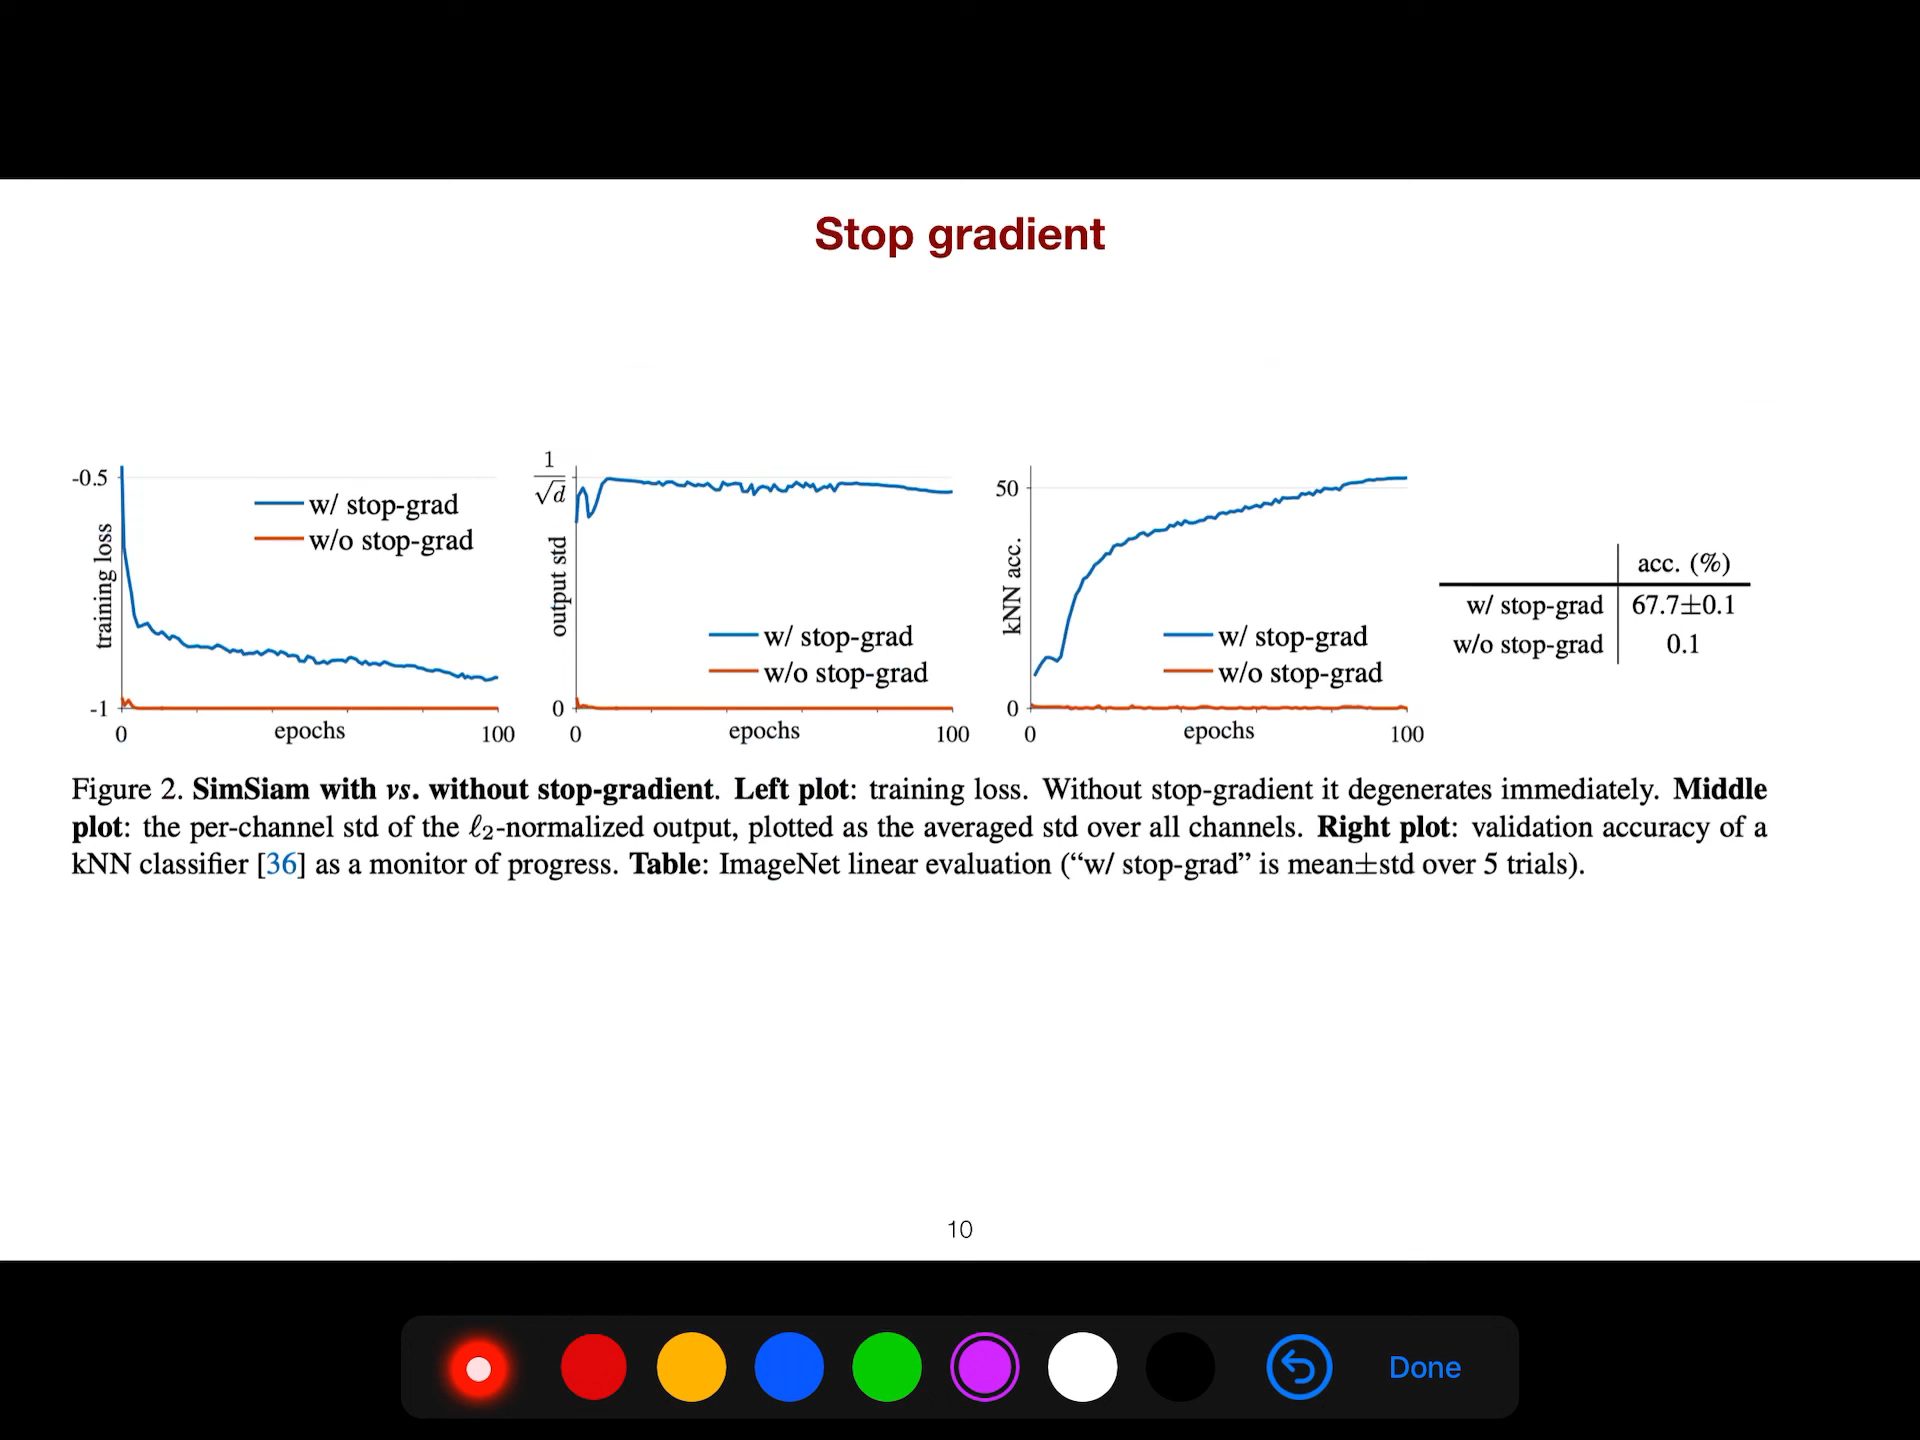 Stop gradient
-0.5
training loss
-1
0
epochs
100
w/ stop-grad
w/o stop-grad
1
√d
output std
0
0
epochs
100
w/ stop-grad
w/o stop-grad
50
kNN acc.
0
0
epochs
100
w/ stop-grad
w/o stop-grad
acc. (%)
w/ stop-grad 67.7±0.1
w/o stop-grad 0.1
Figure 2. SimSiam with vs. without stop-gradient. Left plot: training loss. Without stop-gradient it degenerates immediately. Middle
plot: the per-channel std of the ℓ2-normalized output, plotted as the averaged std over all channels. Right plot: validation accuracy of a
kNN classifier [36] as a monitor of progress. Table: ImageNet linear evaluation (“w/ stop-grad” is mean±std over 5 trials).
10
Done